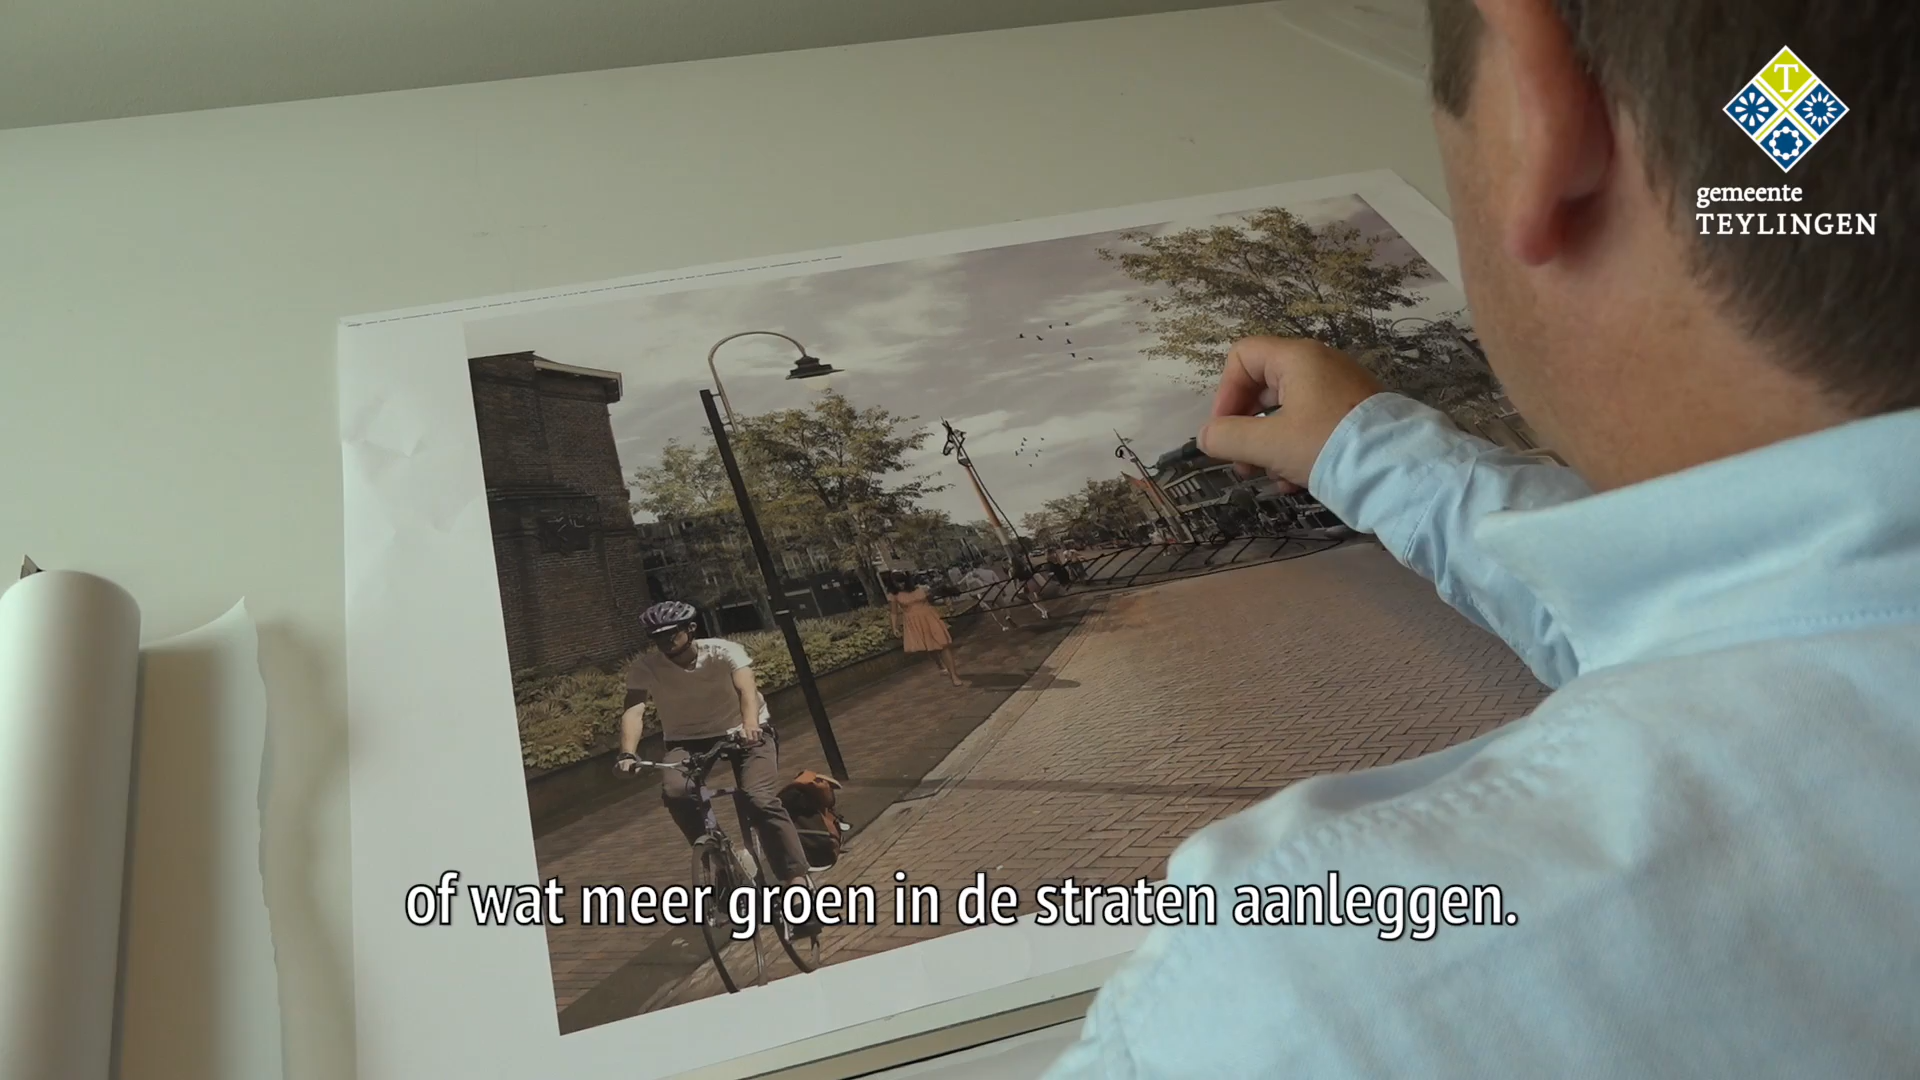 T
gemeente
TEYLINGEN
of wat meer groen in de straten aanleggen.